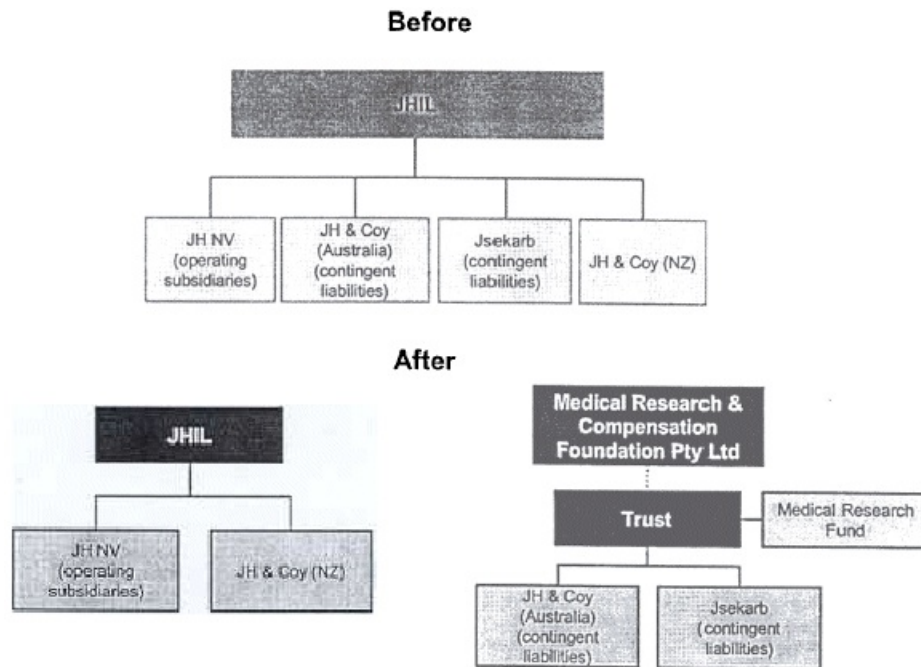 Before
JHIL
JH NV
(operating
subsidiaries)
JH & Coy
(Australia)
(contingent
liabilities)
Jsekarb
(contingent
liabilities)
JH & Coy (NZ)
After
JHIL
JH NV
(operating
subsidiaries)
JH & Coy (NZ)
Medical Research &
Compensation
Foundation Pty Ltd
Trust
Medical Research
Fund
JH & Coy
(Australia)
(contingent
liabilities)
Jsekarb
(contingent
liabilities)